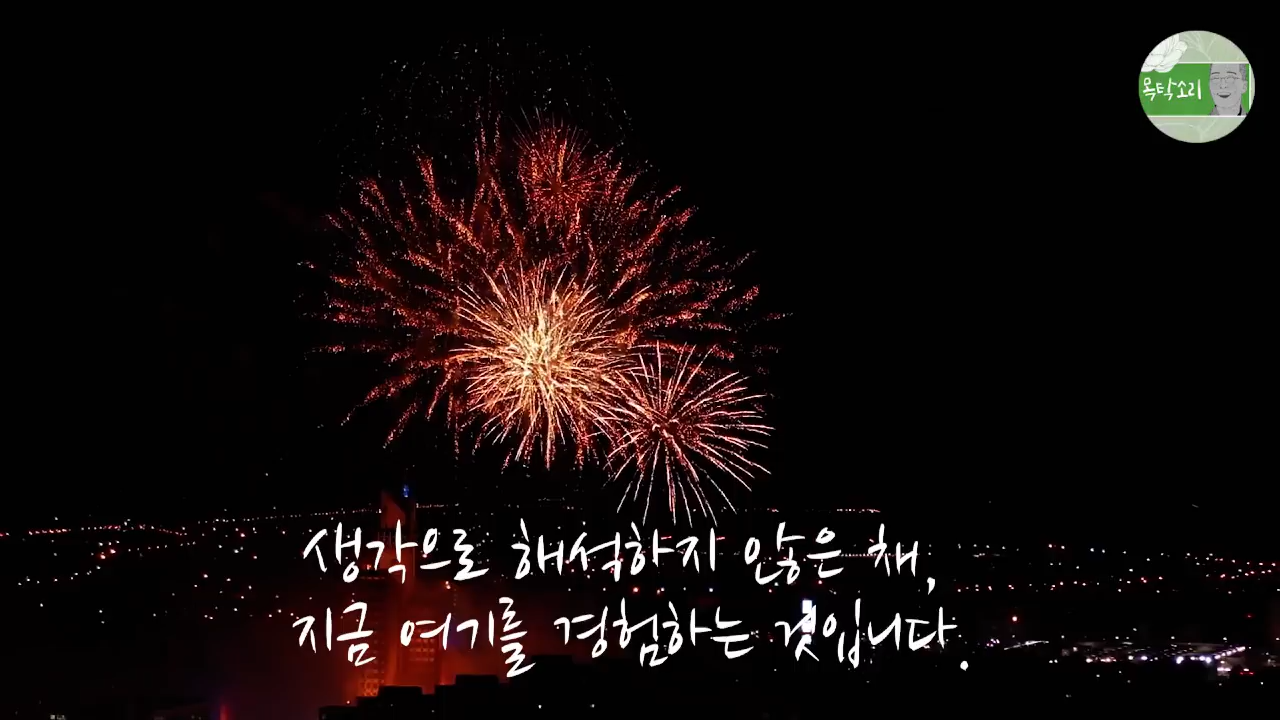 목탁소리
생각으로 해석하지 않은 채,
지금 여기를 경험하는 것입니다.